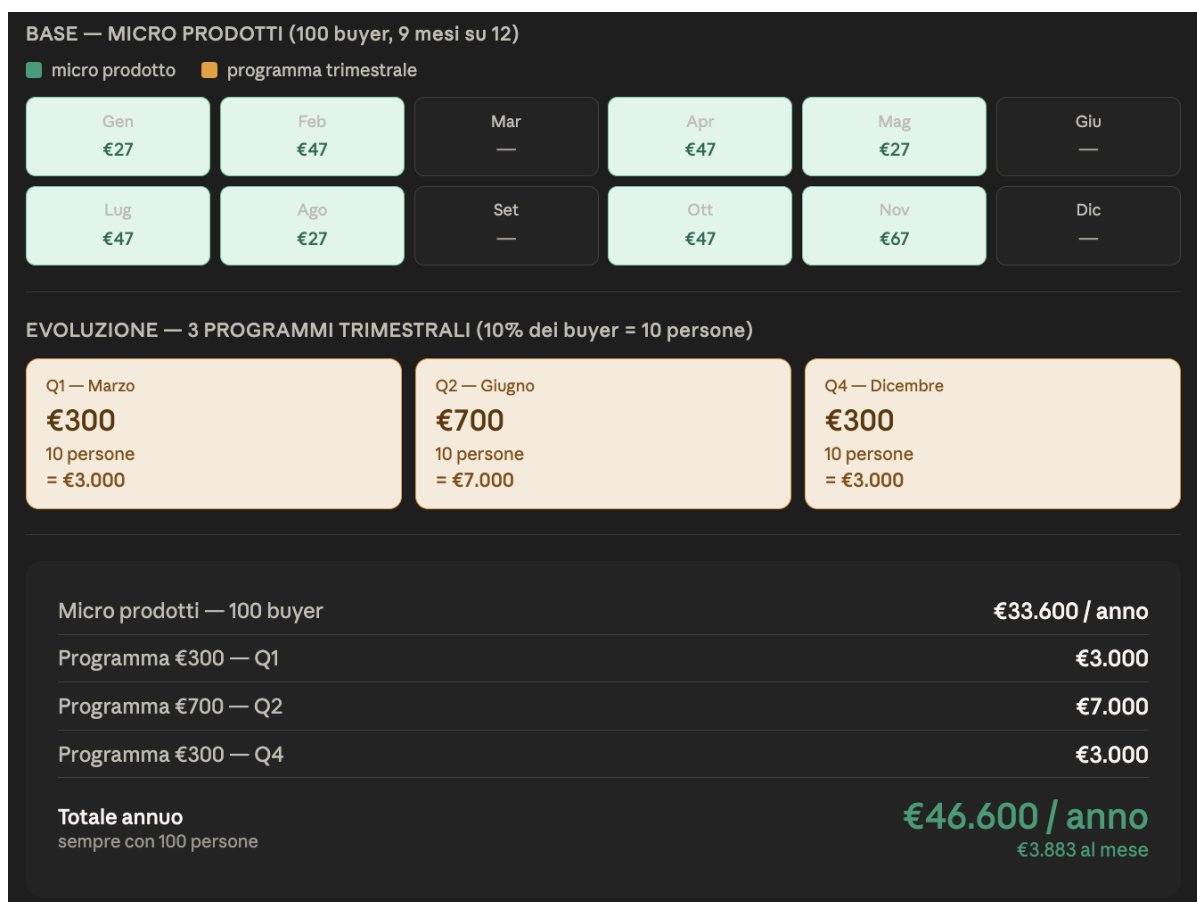 BASE — MICRO PRODOTTI (100 buyer, 9 mesi su 12)
micro prodotto programma trimestrale
Gen Feb Mar Apr Mag Giu
€27 €47 — €47 €27 —
Lug Ago Set Ott Nov Dic
€47 €27 — €47 €67 —
EVOLUZIONE — 3 PROGRAMMI TRIMESTRALI (10% dei buyer = 10 persone)
Q1 — Marzo
€300
10 persone
= €3.000
Q2 — Giugno
€700
10 persone
= €7.000
Q4 — Dicembre
€300
10 persone
= €3.000
Micro prodotti — 100 buyer €33.600 / anno
Programma €300 — Q1 €3.000
Programma €700 — Q2 €7.000
Programma €300 — Q4 €3.000
Totale annuo €46.600 / anno
sempre con 100 persone €3.883 al mese